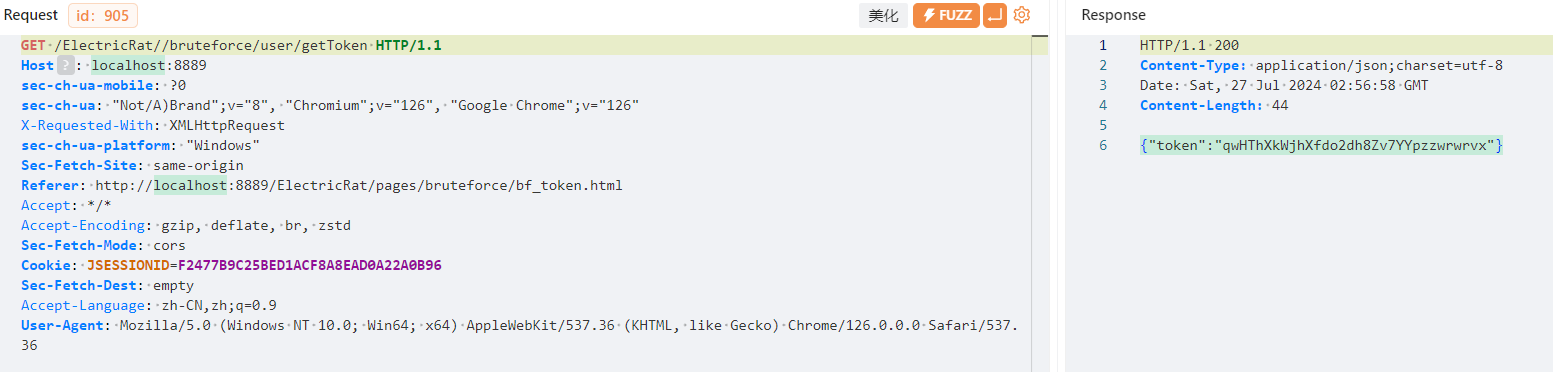 Request id: 905 美化 FUZZ
GET /ElectricRat//bruteforce/user/getToken HTTP/1.1
Host ? : localhost:8889
sec-ch-ua-mobile: ?0
sec-ch-ua: "Not/A)Brand";v="8", "Chromium";v="126", "Google Chrome";v="126"
X-Requested-With: XMLHttpRequest
sec-ch-ua-platform: "Windows"
Sec-Fetch-Site: same-origin
Referer: http://localhost:8889/ElectricRat/pages/bruteforce/bf_token.html
Accept: */*
Accept-Encoding: gzip, deflate, br, zstd
Sec-Fetch-Mode: cors
Cookie: JSESSIONID=F2477B9C25BED1ACF8A8EAD0A22A0B96
Sec-Fetch-Dest: empty
Accept-Language: zh-CN,zh;q=0.9
User-Agent: Mozilla/5.0 (Windows NT 10.0; Win64; x64) AppleWebKit/537.36 (KHTML, like Gecko) Chrome/126.0.0.0 Safari/537.
36
Response
1 HTTP/1.1 200
2 Content-Type: application/json;charset=utf-8
3 Date: Sat, 27 Jul 2024 02:56:58 GMT
4 Content-Length: 44
5
6 {"token":"qwHThXkWjhXfdo2dh8Zv7YYpzzwrwrvx"}